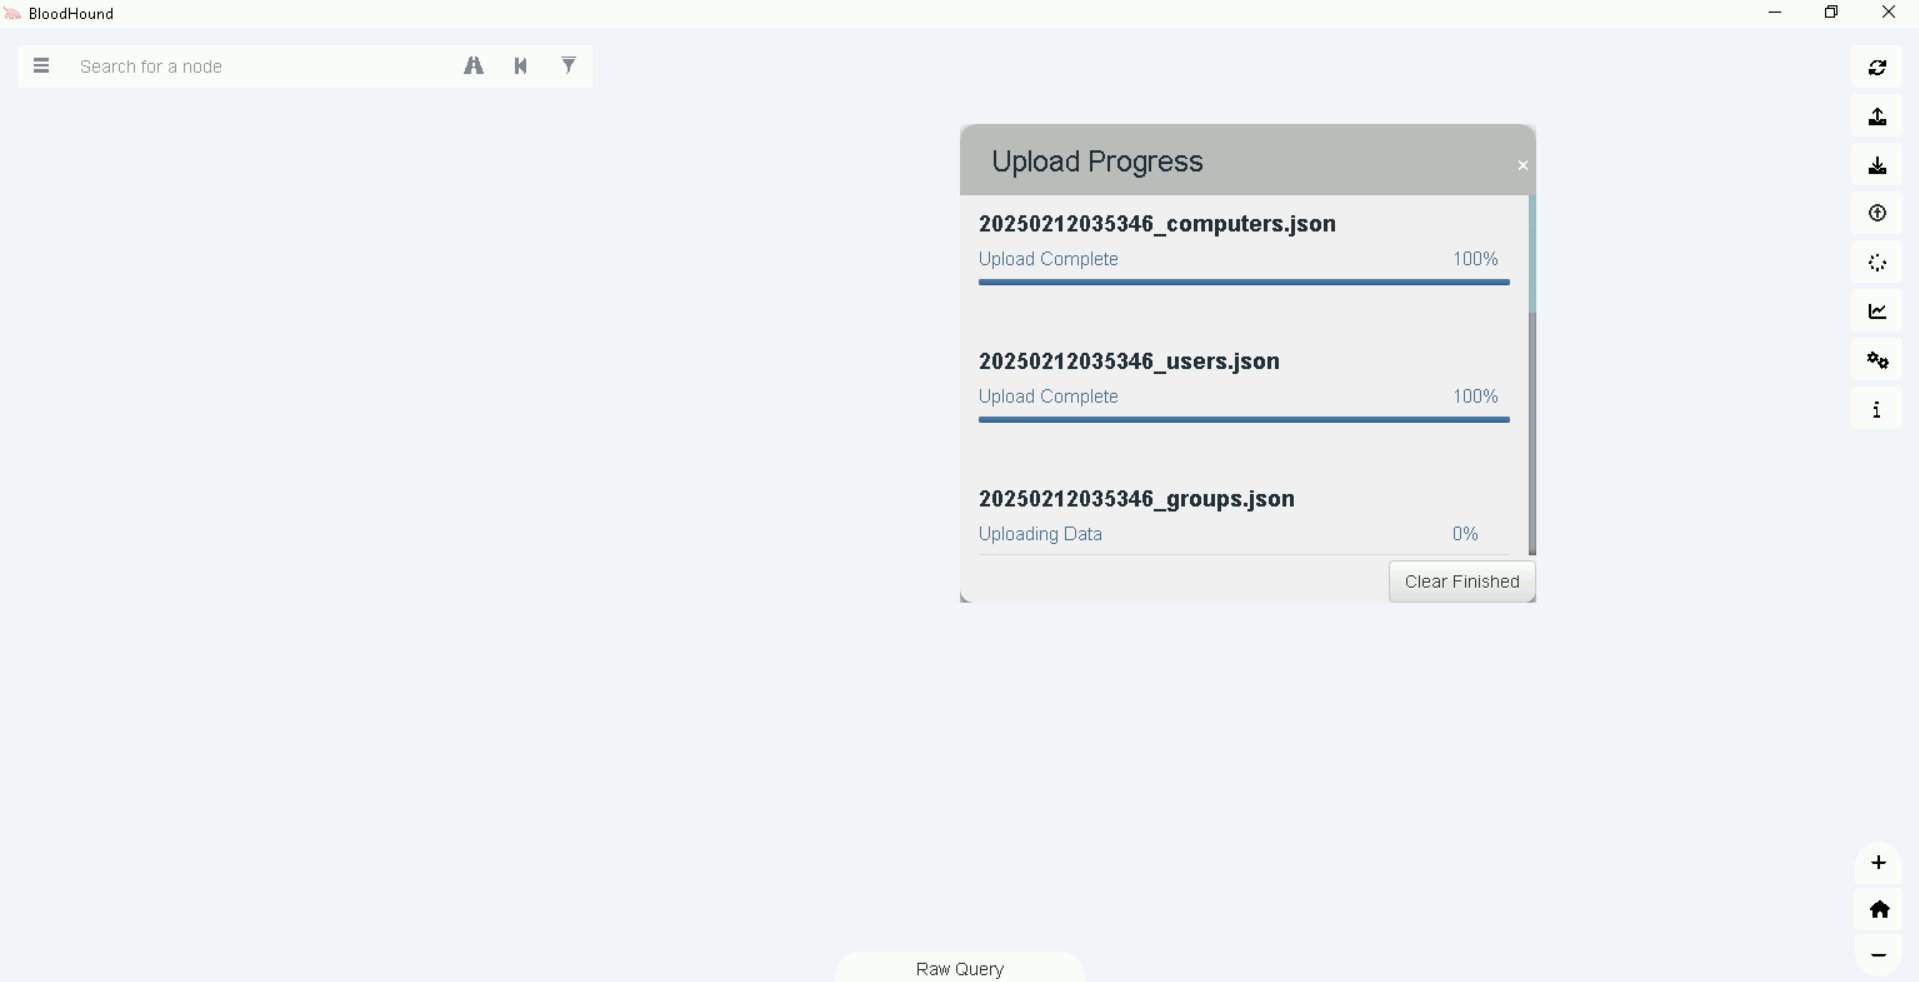 BloodHound
Search for a node
Upload Progress
20250212035346_computers.json
Upload Complete 100%
20250212035346_users.json
Upload Complete 100%
20250212035346_groups.json
Uploading Data 0%
Clear Finished
Raw Query